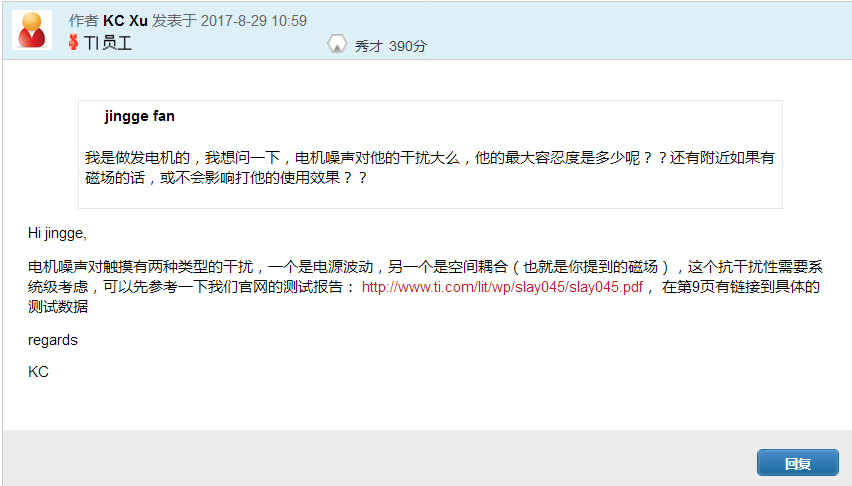 作者 KC Xu 发表于 2017-8-29 10:59
TI 员工
秀才 390分
jingge fan
我是做发电机的，我想问一下，电机噪声对他的干扰大么，他的最大容忍度是多少呢？？还有附近如果有
磁场的话，或不会影响打他的使用效果？？
Hi jingge,
电机噪声对触摸有两种类型的干扰，一个是电源波动，另一个是空间耦合（也就是你提到的磁场），这个抗干扰性需要系
统级考虑，可以先参考一下我们官网的测试报告： http://www.ti.com/lit/wp/slay045/slay045.pdf ， 在第9页有链接到具体的
测试数据
regards
KC
回复